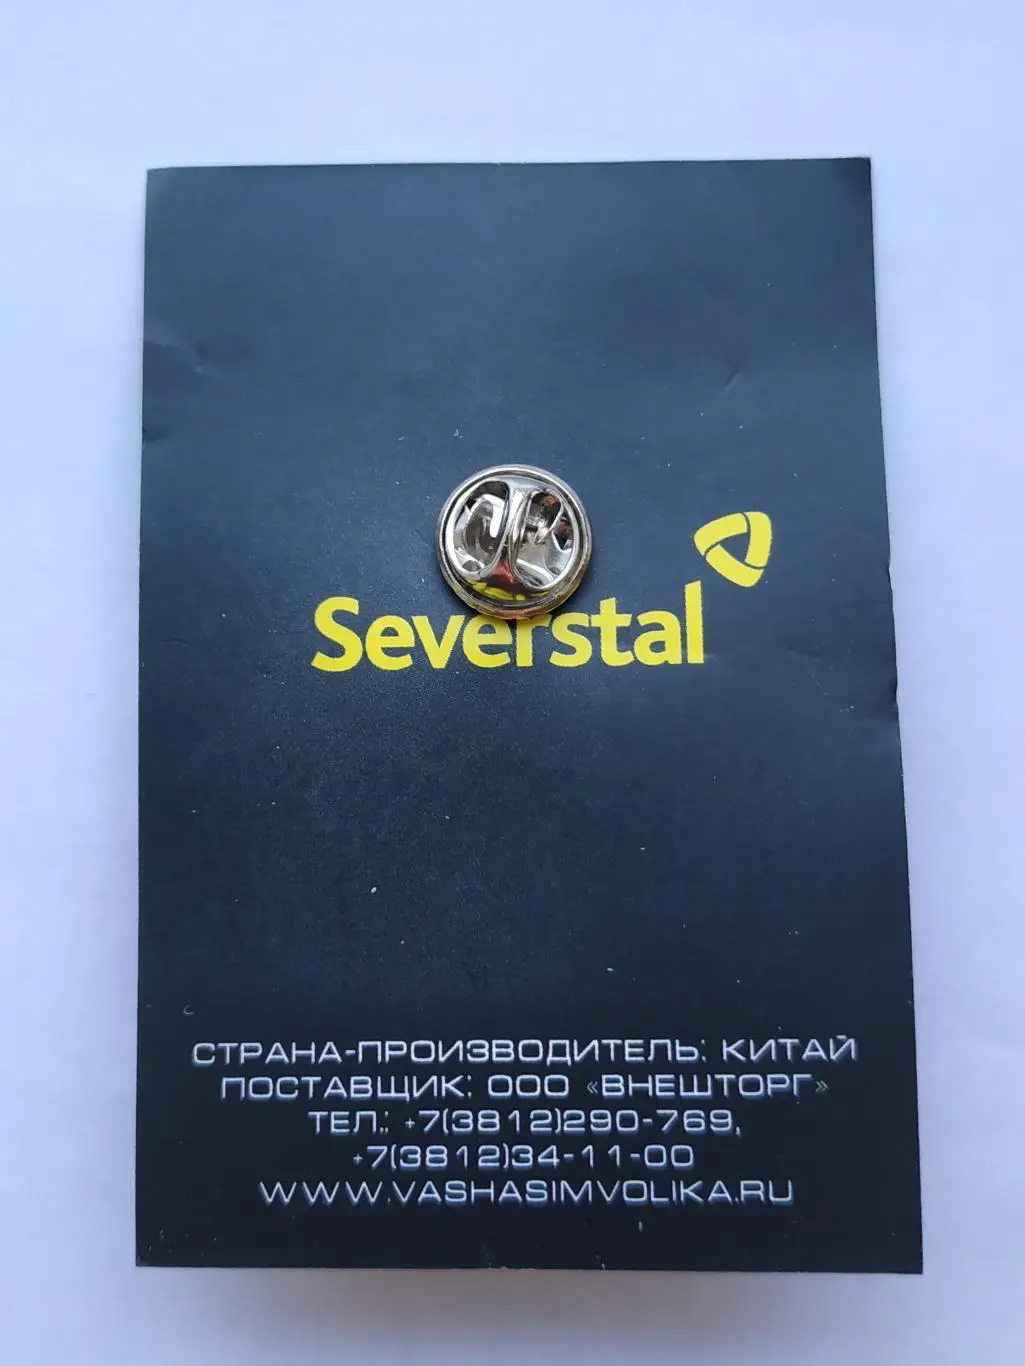 Severstal
СТРАНА-ПРОИЗВОДИТЕЛЬ: КИТАЙ
ПОСТАВЩИК: ООО «ВНЕШТОРГ»
ТЕЛ.: +7(3812)290-769,
+7(3812)34-11-00
WWW.VASHASIMVOLIKA.RU